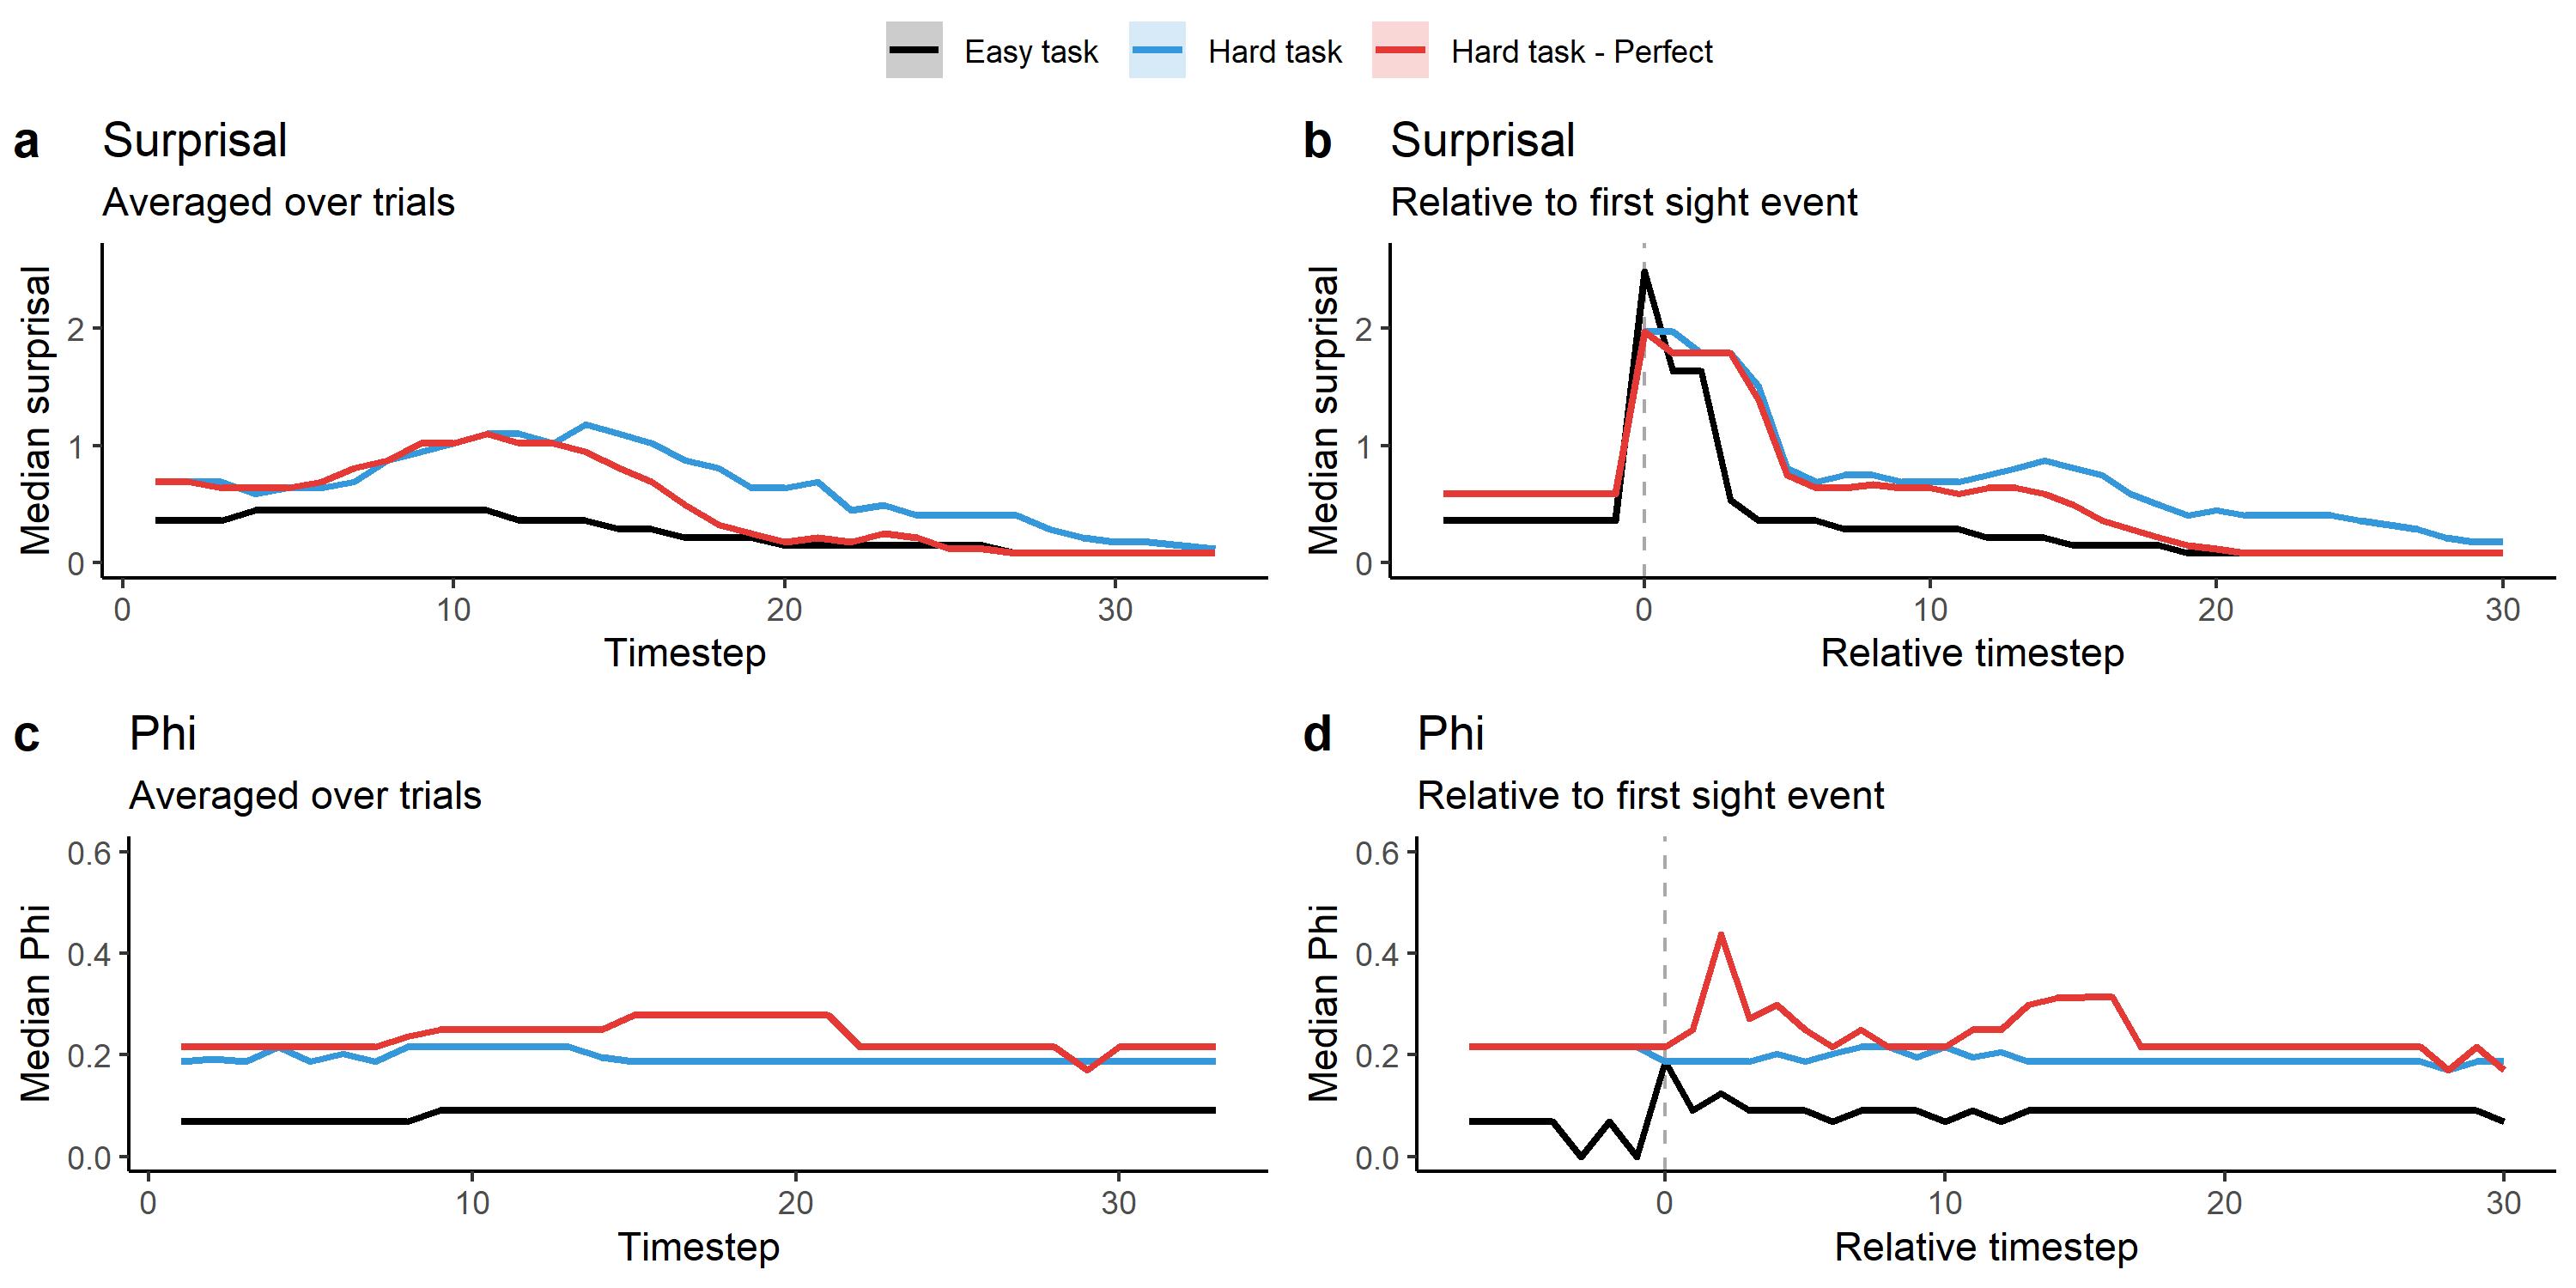 Easy task
Hard task
Hard task - Perfect
a
Surprisal
Averaged over trials
Median surprisal
2
1
0
0
10
20
30
Timestep
b
Surprisal
Relative to first sight event
Median surprisal
2
1
0
0
10
20
30
Relative timestep
c
Phi
Averaged over trials
Median Phi
0.6
0.4
0.2
0.0
0
10
20
30
Timestep
d
Phi
Relative to first sight event
Median Phi
0.6
0.4
0.2
0.0
0
10
20
30
Relative timestep